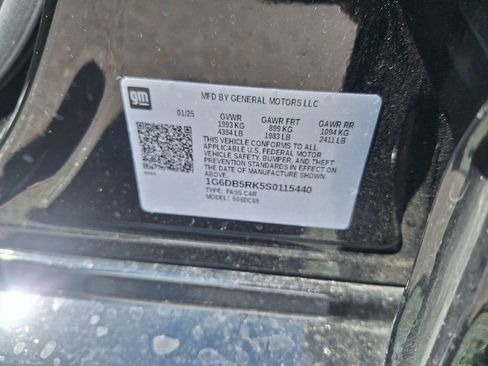 gm
MFD BY GENERAL MOTORS LLC
01/25 GVWR GAWR FRT GAWR RR
1993 KG 899 KG 1094 KG
4394 LB 1983 LB 2411 LB
THIS VEHICLE CONFORMS TO ALL
APPLICABLE U.S. FEDERAL MOTOR
VEHICLE SAFETY, BUMPER, AND THEFT
PREVENTION STANDARDS IN EFFECT ON
THE DATE OF MANUFACTURE SHOWN
ABOVE.
1G6DB5RK5S0115440
TYPE: PASS CAR
MODEL: